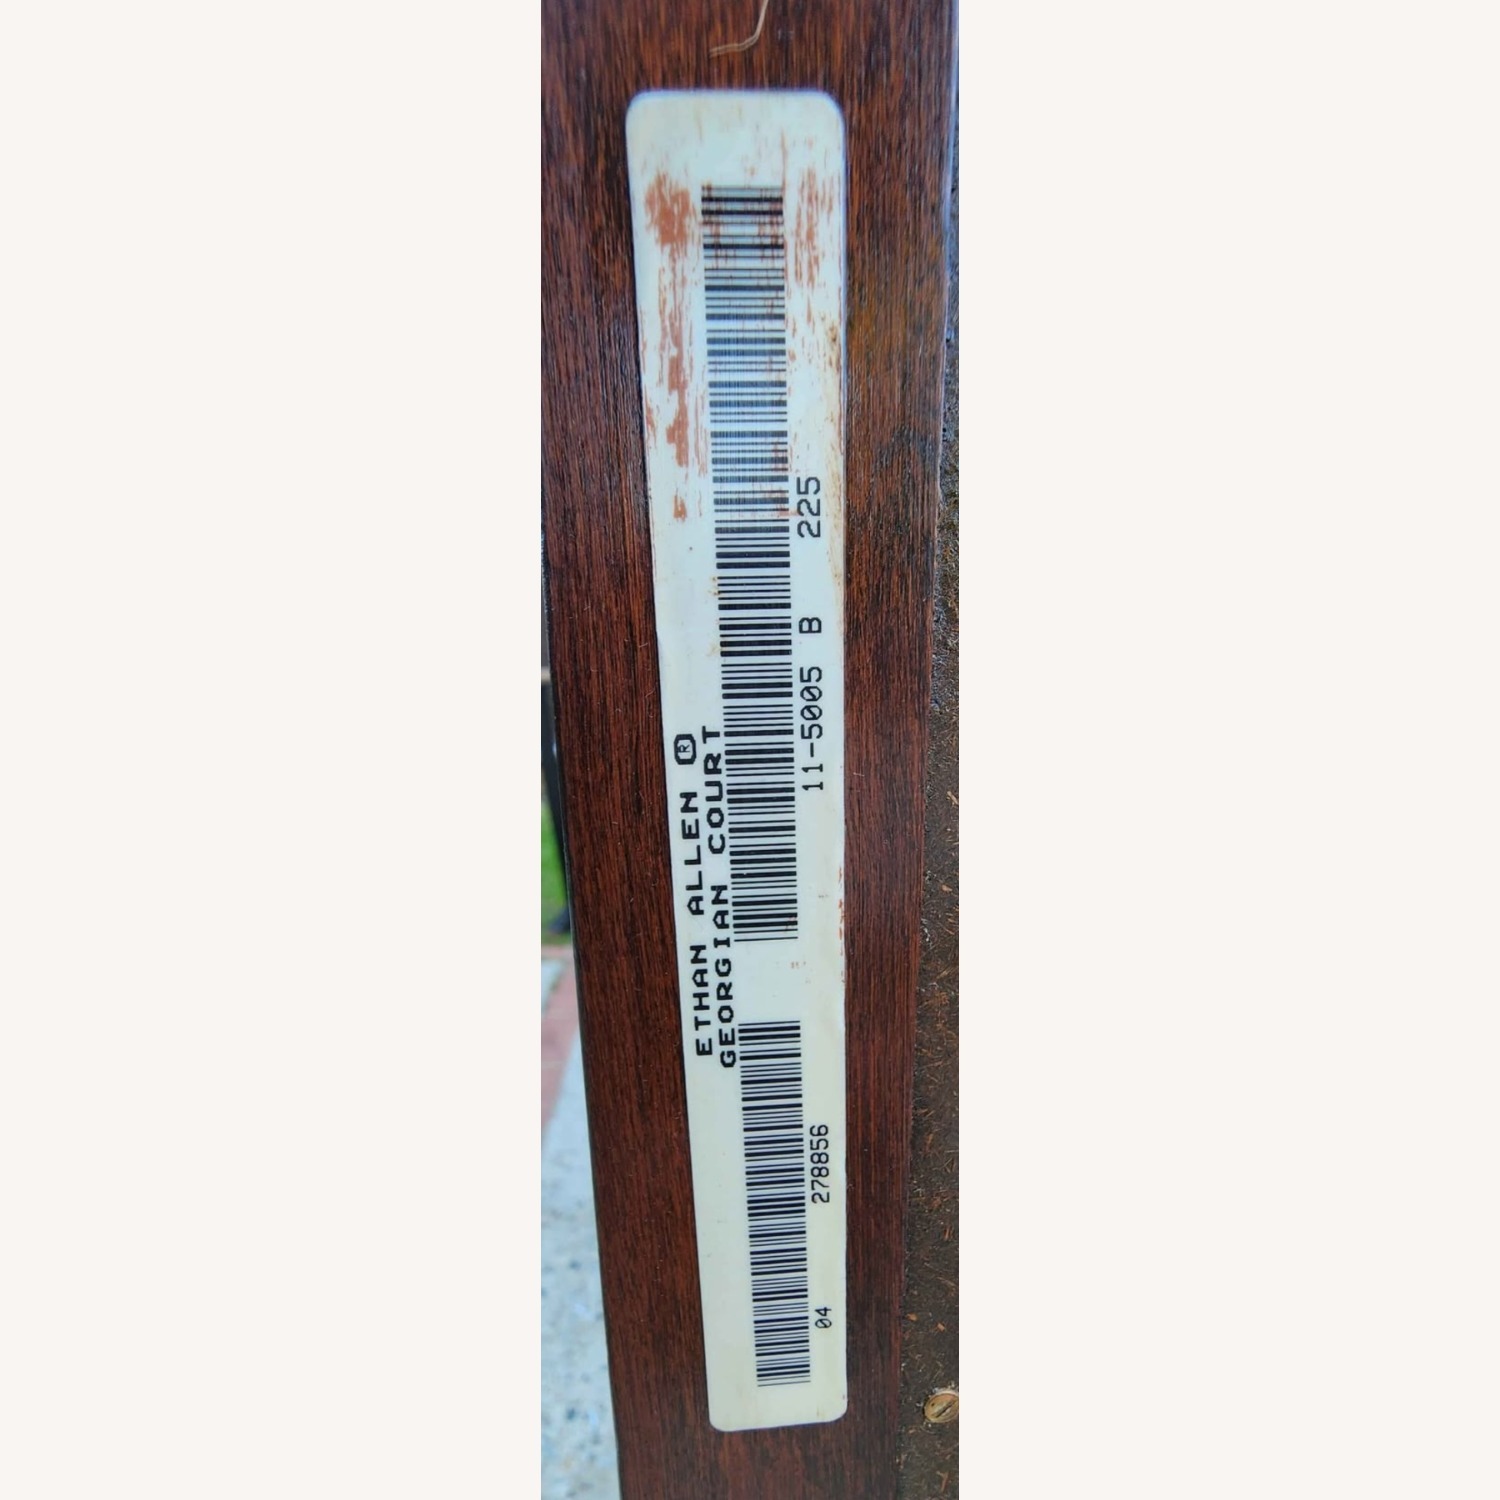 ETHAN ALLEN ®
GEORGIAN COURT
04 278856 11-5005 B 225